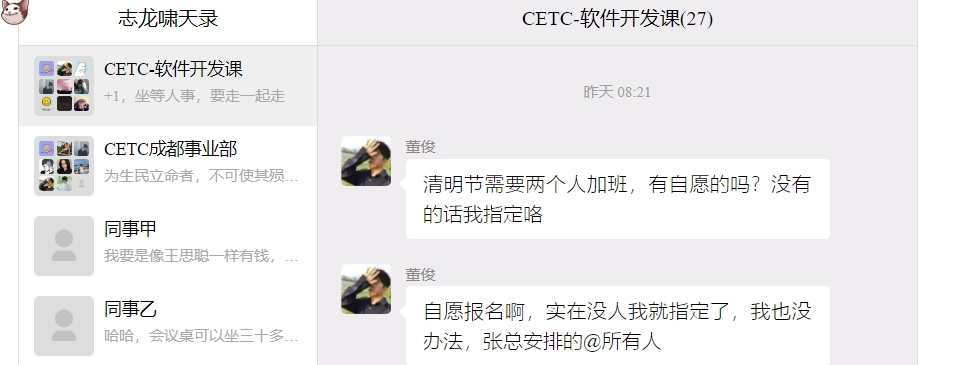 志龙啸天录
CETC-软件开发课
+1，坐等人事，要走一起走
CETC成都事业部
为生民立命者，不可使其殒…
同事甲
我要是像王思聪一样有钱，…
同事乙
哈哈，会议桌可以坐三十多…
CETC-软件开发课(27)
昨天 08:21
董俊
清明节需要两个人加班，有自愿的吗？没有
的话我指定咯
董俊
自愿报名啊，实在没人我就指定了，我也没
办法，张总安排的@所有人